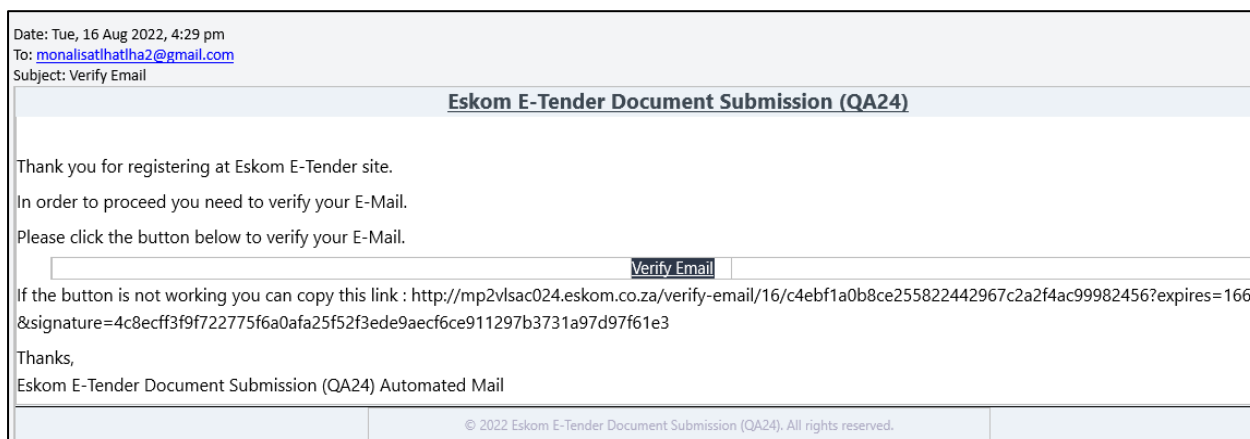 Date: Tue, 16 Aug 2022, 4:29 pm
To: monalisatlhatlha2@gmail.com
Subject: Verify Email
Eskom E-Tender Document Submission (QA24)
Thank you for registering at Eskom E-Tender site.
In order to proceed you need to verify your E-Mail.
Please click the button below to verify your E-Mail.
Verify Email
If the button is not working you can copy this link : http://mp2vlsac024.eskom.co.za/verify-email/16/c4ebf1a0b8ce255822442967c2a2f4ac99982456?expires=166
&signature=4c8ecff3f9f722775f6a0afa25f52f3ede9aecf6ce911297b3731a97d97f61e3
Thanks,
Eskom E-Tender Document Submission (QA24) Automated Mail
© 2022 Eskom E-Tender Document Submission (QA24). All rights reserved.